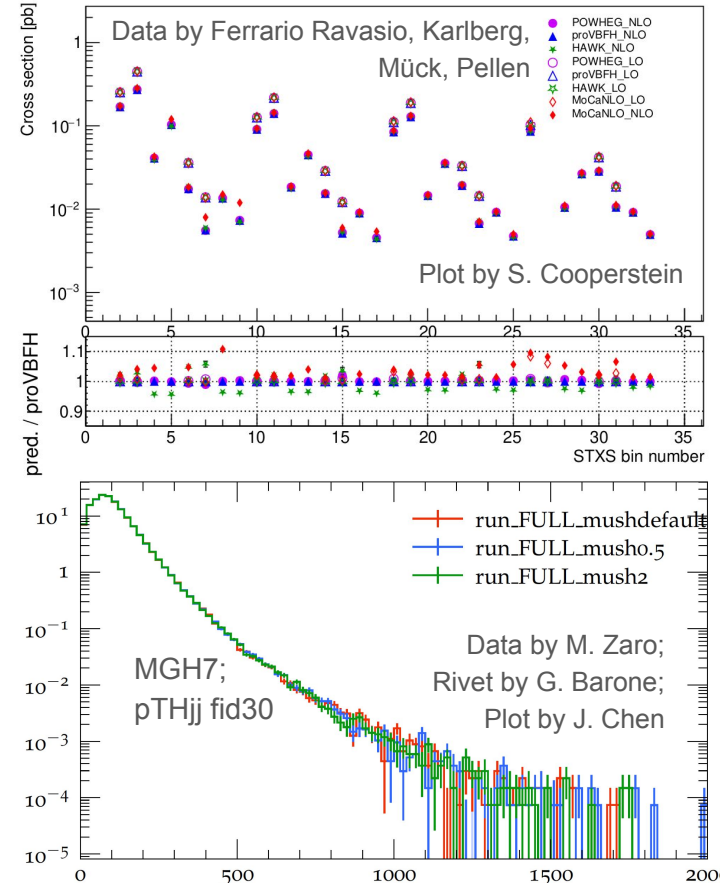 Cross section [pb]
Data by Ferrario Ravasio, Karlberg,
Mück, Pellen
POWHEG_NLO
proVBFH_NLO
HAWK_NLO
POWHEG_LO
proVBFH_LO
HAWK_LO
MoCaNLO_LO
MoCaNLO_NLO
1
10⁻¹
10⁻²
10⁻³
Plot by S. Cooperstein
0 5 10 15 20 25 30 35
pred. / proVBFH
1.1
1
0.9
0 5 10 15 20 25 30 35
STXS bin number
10¹
1
10⁻¹
10⁻²
10⁻³
10⁻⁴
10⁻⁵
run_FULL_mushdefault
run_FULL_musho.5
run_FULL_mush2
MGH7;
pTHjj fid30
Data by M. Zaro;
Rivet by G. Barone;
Plot by J. Chen
0 500 1000 1500 2000